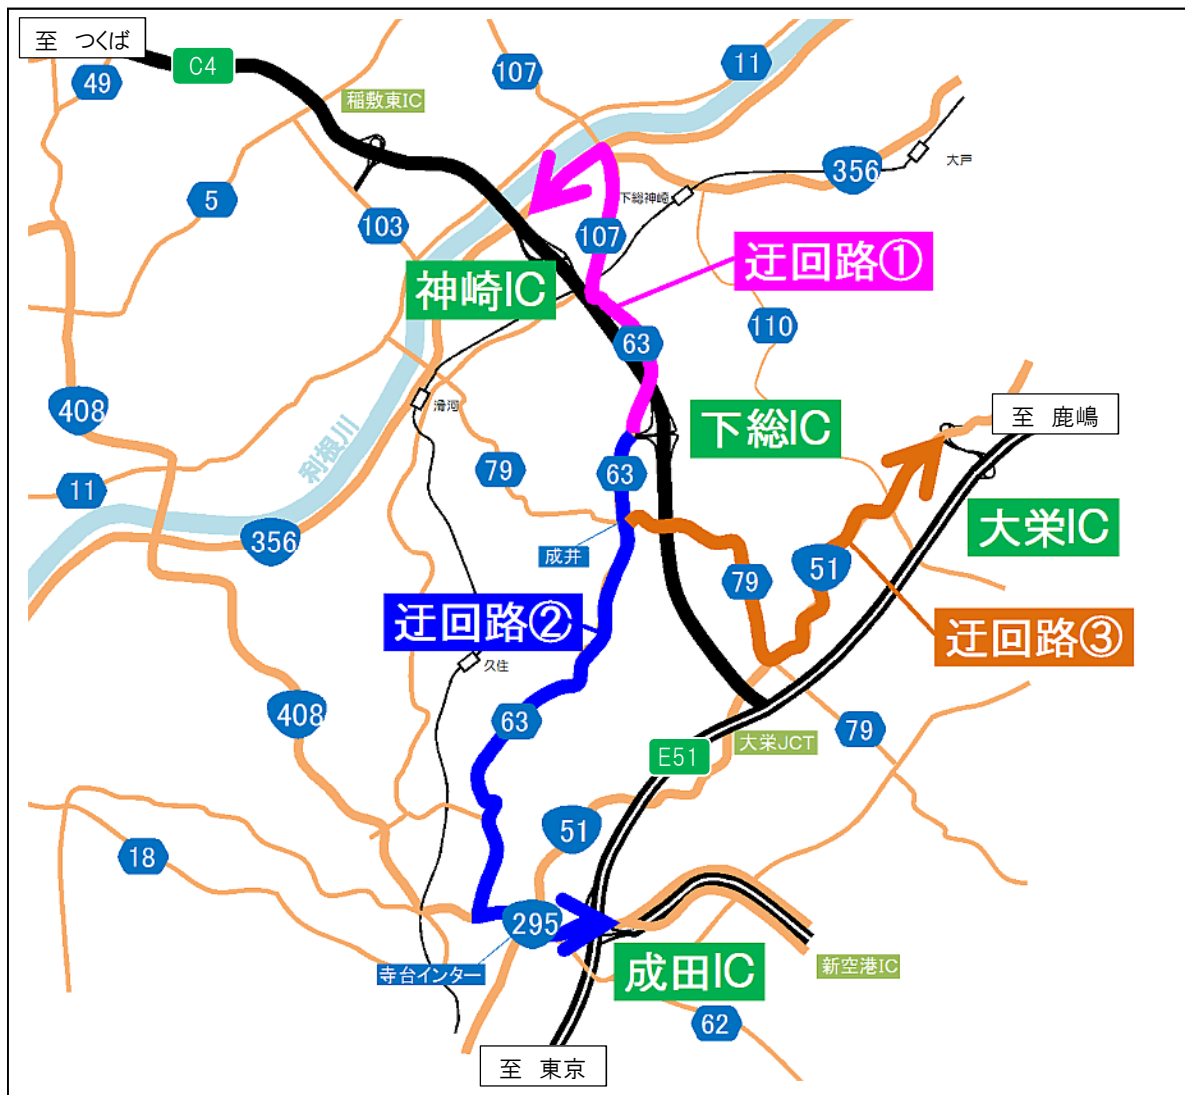 至 つくば
C4
49
107
11
稲敷東IC
356
大戸
5
103
下総神崎
107
迂回路①
神崎IC
63
110
408
滑河
下総IC
至 鹿嶋
利根川
11
79
63
356
成井
大栄IC
79
51
迂回路②
迂回路③
久住
408
63
大栄JCT
79
E51
51
18
295
寺台インター
成田IC
新空港IC
62
至 東京